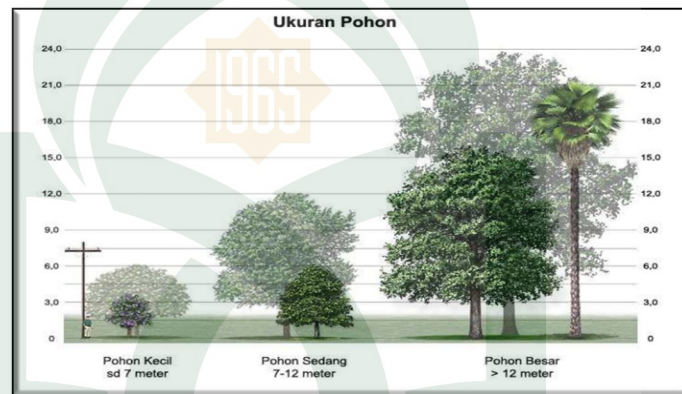 Ukuran Pohon
1965
24,0 24,0
21,0 21,0
18,0 18,0
15,0 15,0
12,0 12,0
9,0 9,0
6,0 6,0
3,0 3,0
0 0
Pohon Kecil
sd 7 meter
Pohon Sedang
7-12 meter
Pohon Besar
> 12 meter